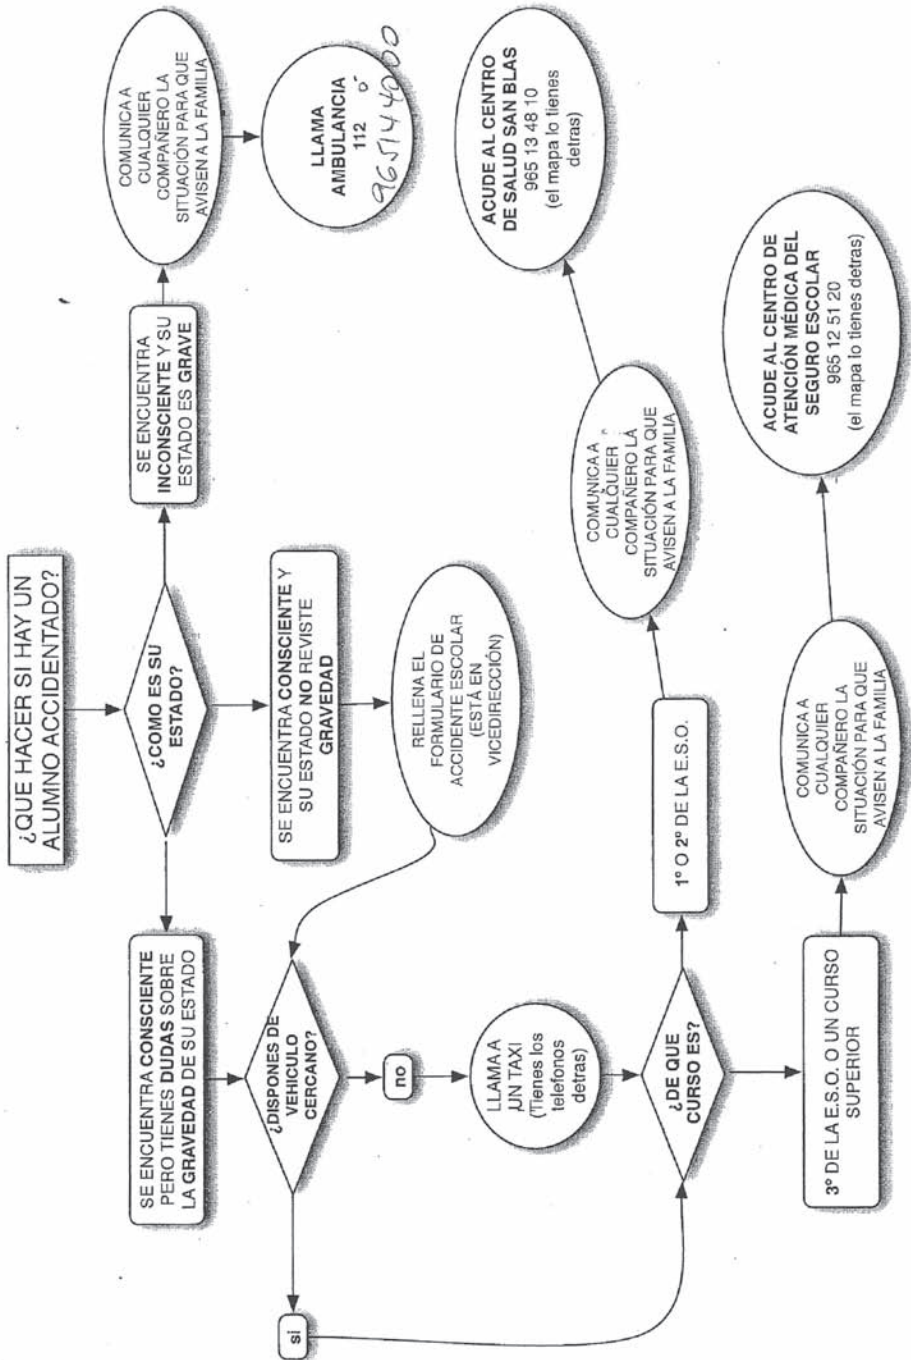 ¿QUE HACER SI HAY UN
ALUMNO ACCIDENTADO?
¿COMO ES SU
ESTADO?
SE ENCUENTRA
INCONSCIENTE Y SU
ESTADO ES GRAVE
COMUNICA A
CUALQUIER
COMPAÑERO LA
SITUACIÓN PARA QUE
AVISEN A LA FAMILIA
LLAMA
AMBULANCIA
112 ó
965144000
SE ENCUENTRA CONSCIENTE Y
SU ESTADO NO REVISTE
GRAVEDAD
RELLENA EL
FORMULARIO DE
ACCIDENTE ESCOLAR
(ESTÁ EN
VICEDIRECCIÓN)
SE ENCUENTRA CONSCIENTE
PERO TIENES DUDAS SOBRE
LA GRAVEDAD DE SU ESTADO
¿DISPONES DE
VEHICULO
CERCANO?
si
no
LLAMA A
UN TAXI
(Tienes los
telefonos
detras)
¿DE QUE
CURSO ES?
1º O 2º DE LA E.S.O.
COMUNICA A
CUALQUIER
COMPAÑERO LA
SITUACIÓN PARA QUE
AVISEN A LA FAMILIA
ACUDE AL CENTRO
DE SALUD SAN BLAS
965 13 48 10
(el mapa lo tienes
detras)
3º DE LA E.S.O. O UN CURSO
SUPERIOR
COMUNICA A
CUALQUIER
COMPAÑERO LA
SITUACIÓN PARA QUE
AVISEN A LA FAMILIA
ACUDE AL CENTRO DE
ATENCIÓN MÉDICA DEL
SEGURO ESCOLAR
965 12 51 20
(el mapa lo tienes detras)